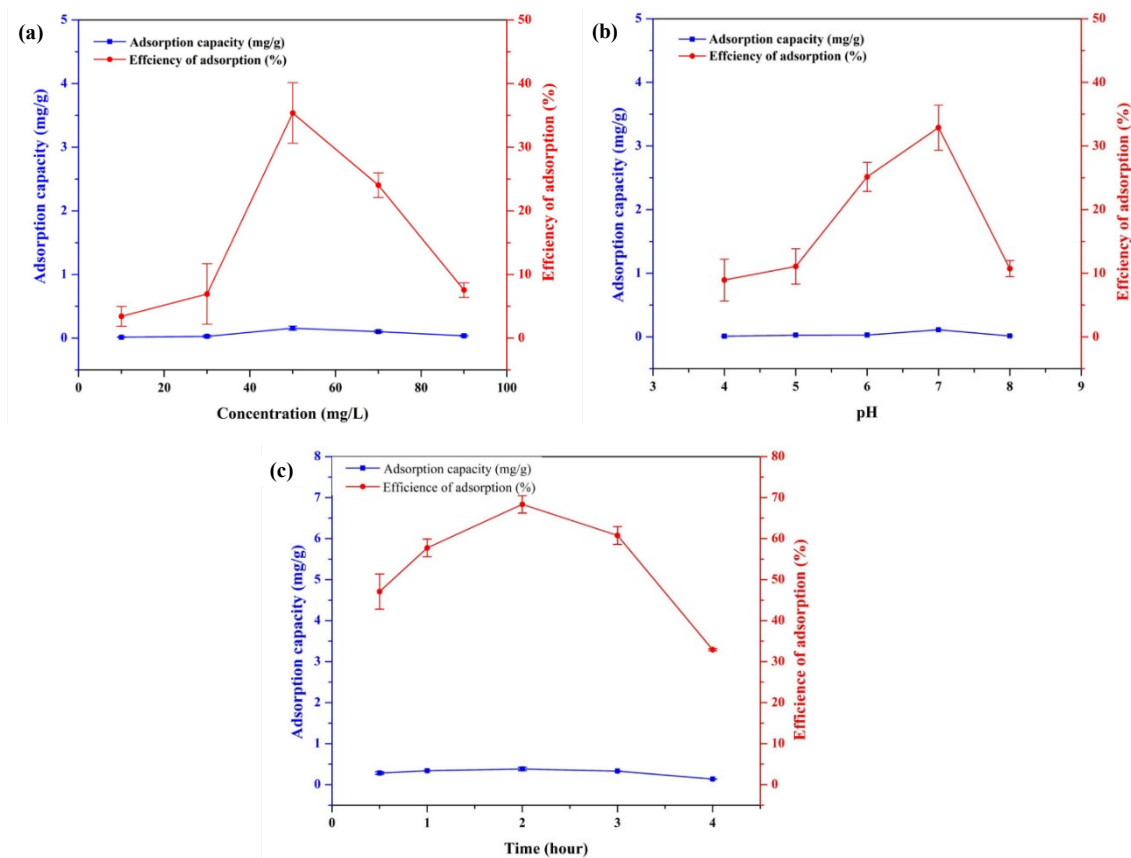 (a)
Adsorption capacity (mg/g)
Effciency of adsorption (%)
5
4
3
2
1
0
50
40
30
20
10
0
0 20 40 60 80 100
Concentration (mg/L)
Adsorption capacity (mg/g)
Effciency of adsorption (%)
(b)
Adsorption capacity (mg/g)
Effciency of adsorption (%)
5
4
3
2
1
0
50
40
30
20
10
0
3 4 5 6 7 8 9
pH
Adsorption capacity (mg/g)
Effciency of adsorption (%)
(c)
Adsorption capacity (mg/g)
Efficience of adsorption (%)
8
7
6
5
4
3
2
1
0
80
70
60
50
40
30
20
10
0
0 1 2 3 4
Time (hour)
Adsorption capacity (mg/g)
Efficience of adsorption (%)